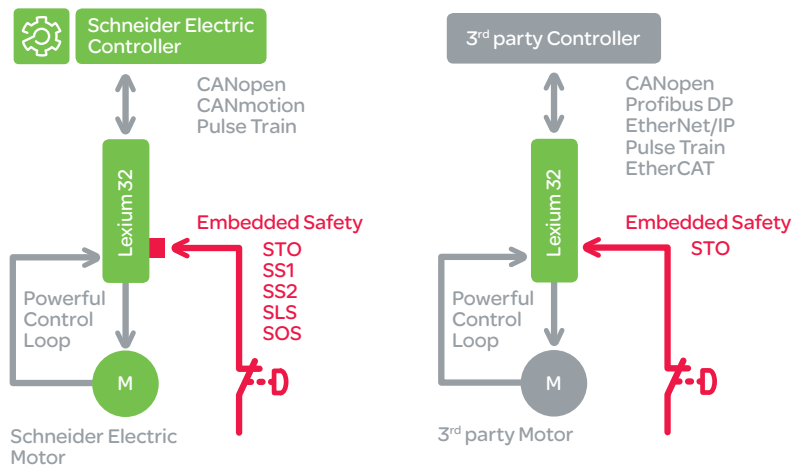 Schneider Electric
Controller
CANopen
CANmotion
Pulse Train
Lexium 32
Embedded Safety
STO
SS1
SS2
SLS
SOS
Powerful
Control
Loop
M
Schneider Electric
Motor
3rd party Controller
CANopen
Profibus DP
EtherNet/IP
Pulse Train
EtherCAT
Lexium 32
Embedded Safety
STO
Powerful
Control
Loop
M
3rd party Motor